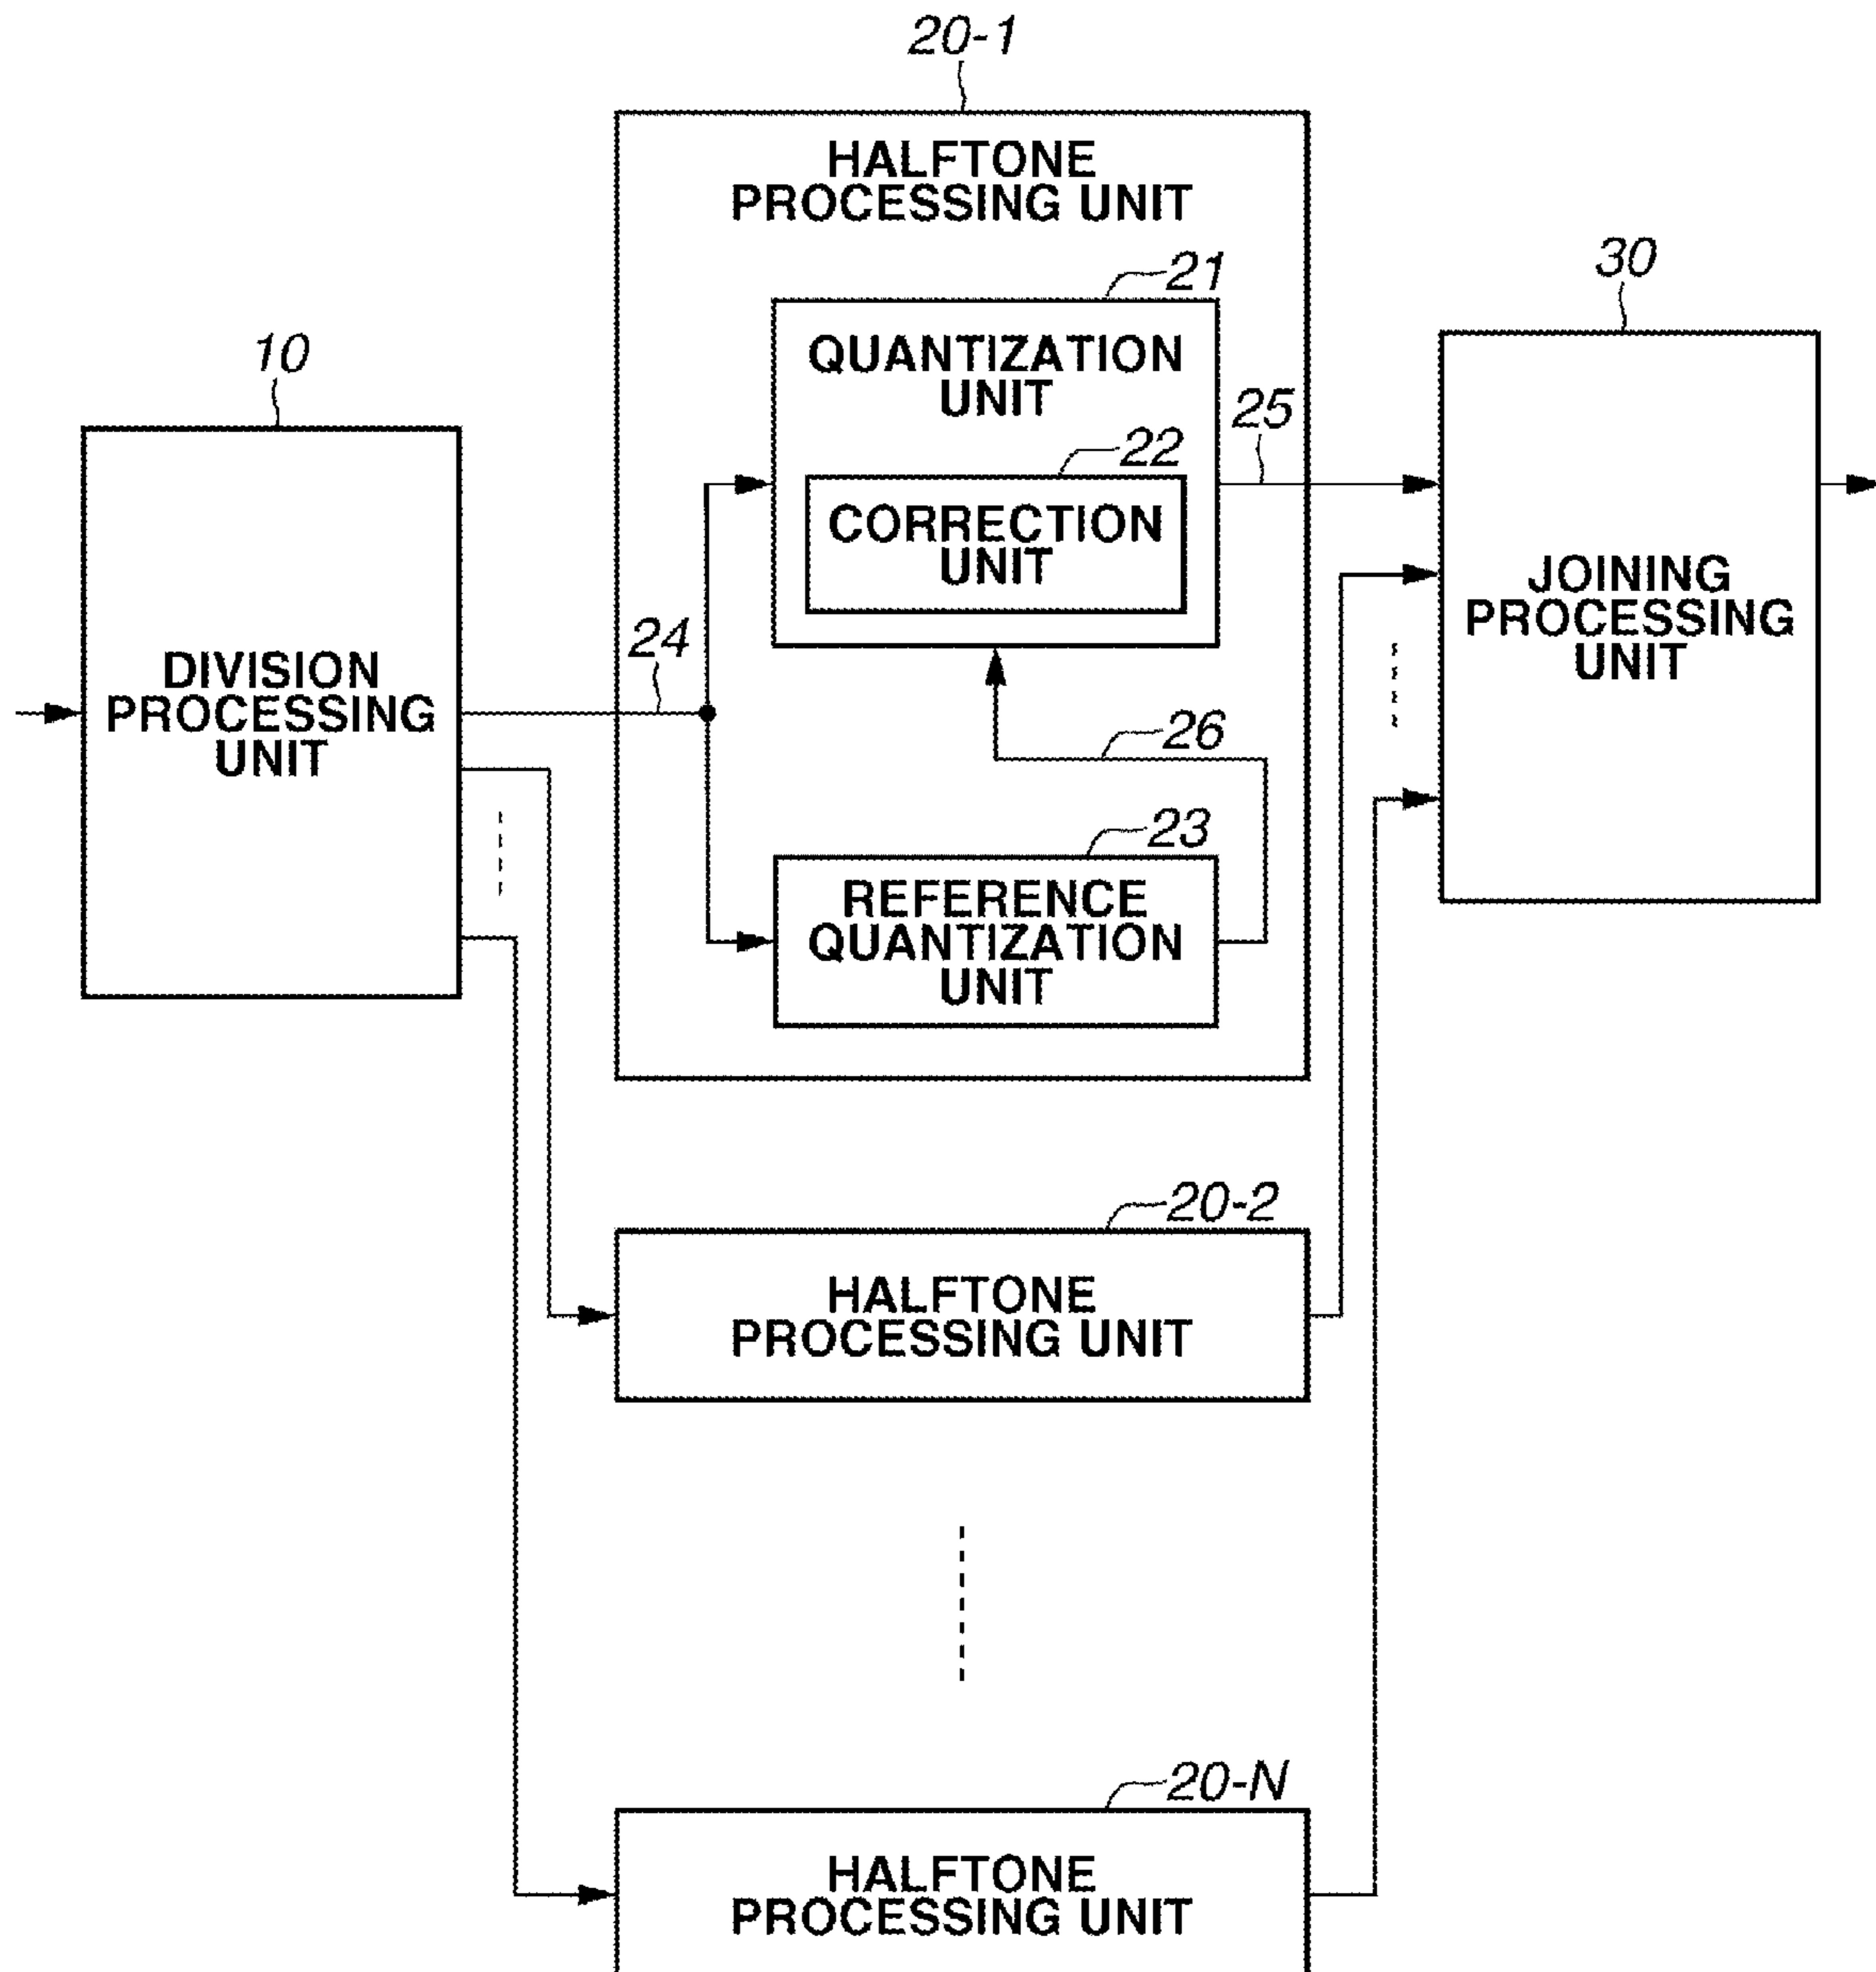 20-1
HALFTONE
PROCESSING UNIT
21
QUANTIZATION
UNIT
22
CORRECTION
UNIT
25
30
JOINING
PROCESSING
UNIT
10
DIVISION
PROCESSING
UNIT
24
26
23
REFERENCE
QUANTIZATION
UNIT
20-2
HALFTONE
PROCESSING UNIT
20-N
HALFTONE
PROCESSING UNIT